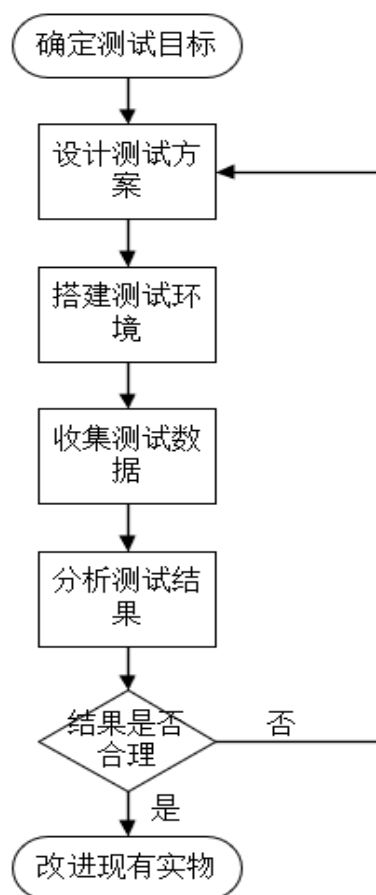 确定测试目标
设计测试方
案
搭建测试环
境
收集测试数
据
分析测试结
果
结果是否
合理
否
是
改进现有实物